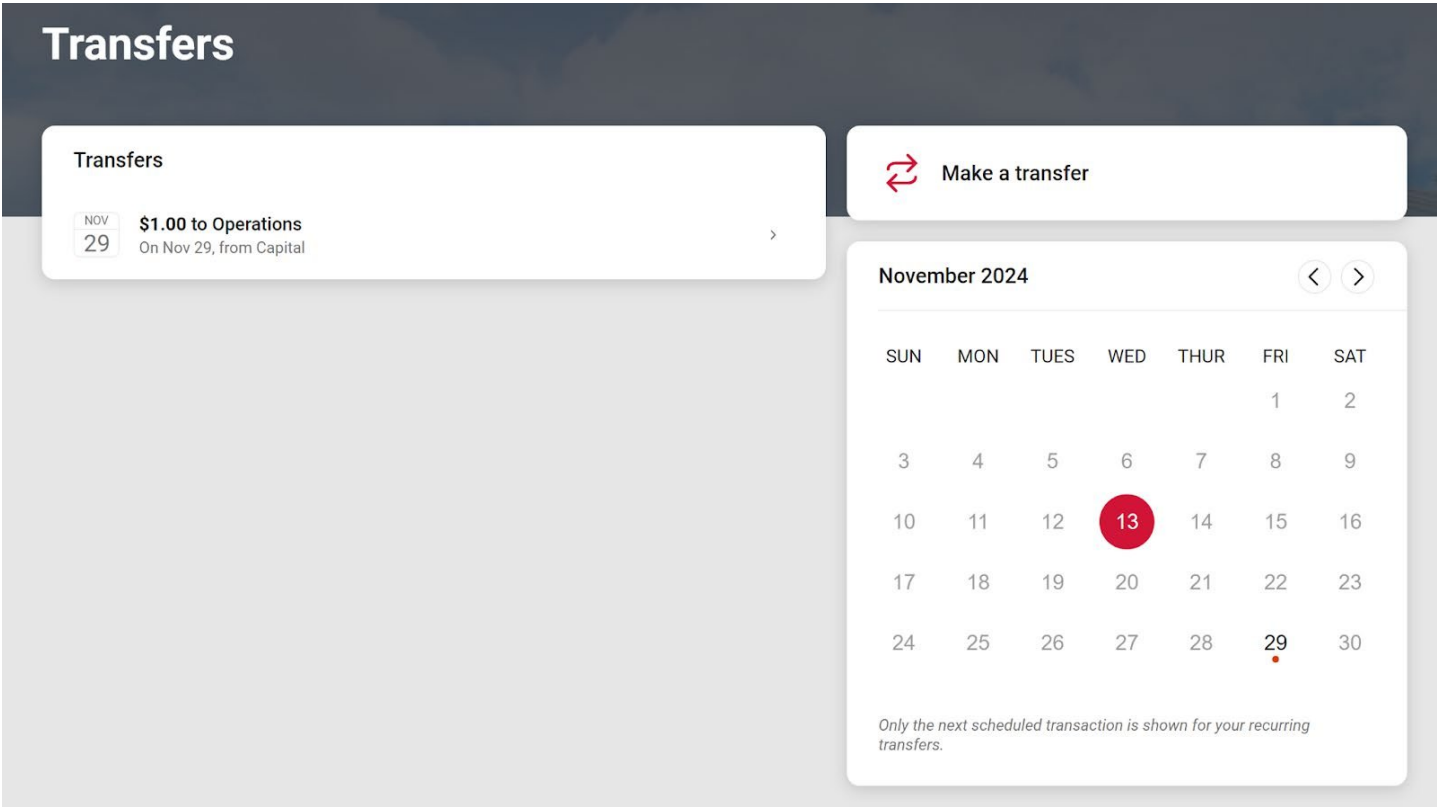 Transfers
Transfers
NOV
29
$1.00 to Operations
On Nov 29, from Capital
Make a transfer
November 2024
SUN MON TUES WED THUR FRI SAT
1 2
3 4 5 6 7 8 9
10 11 12 13 14 15 16
17 18 19 20 21 22 23
24 25 26 27 28 29 30
Only the next scheduled transaction is shown for your recurring
transfers.